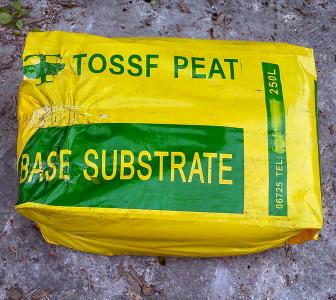 TOSSF PEAT
BASE SUBSTRATE
06725 TEL: 250L